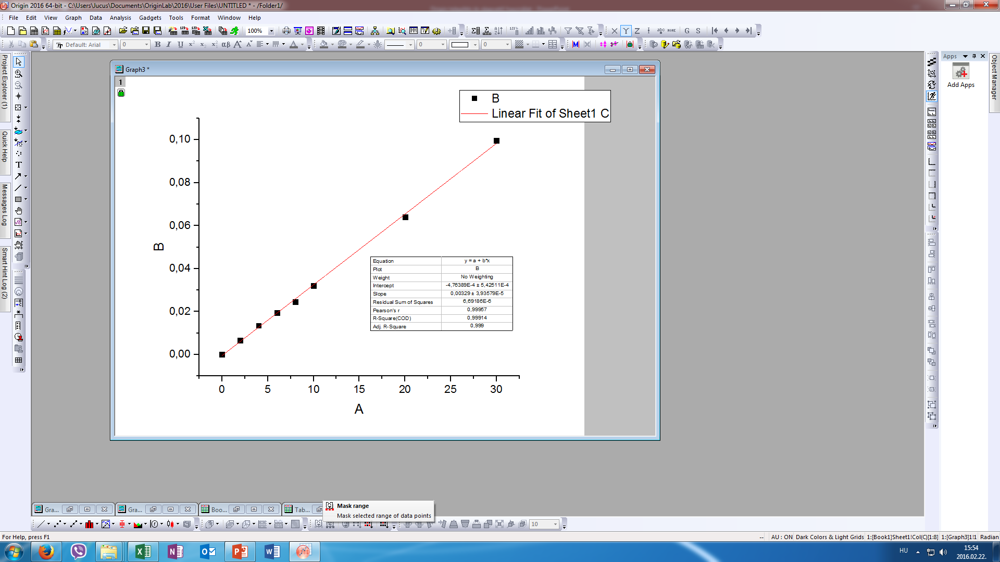 Origin 2016 64-bit - C:\Users\Jucus\Documents\OriginLab\2016\User Files\UNTITLED * - /Folder1/
File Edit View Graph Data Analysis Gadgets Tools Format Window Help
100%
Default: Arial 0 B I U αβ A A 0 0
Project Explorer (1)
Quick Help
Messages Log
Smart Hint Log (2)
Graph3 *
1
B
Linear Fit of Sheet1 C
0,10
0,08
0,06
0,04
0,02
0,00
B
0 5 10 15 20 25 30
A
Equation y = a + b*x
Plot B
Weight No Weighting
Intercept -4,76389E-4 ± 5,42511E-4
Slope 0,00329 ± 3,93579E-5
Residual Sum of Squares 6,69186E-6
Pearson's r 0,99957
R-Square(COD) 0,99914
Adj. R-Square 0,999
Apps
Add Apps
Object Manager
Gra... Gra... Boo... Tab...
Mask range
Mask selected range of data points
10
For Help, press F1
-- AU : ON Dark Colors & Light Grids 1:[Book1]Sheet1!Col(C)[1:8] 1:[Graph3]1!1 Radian
HU
15:54
2016.02.22.